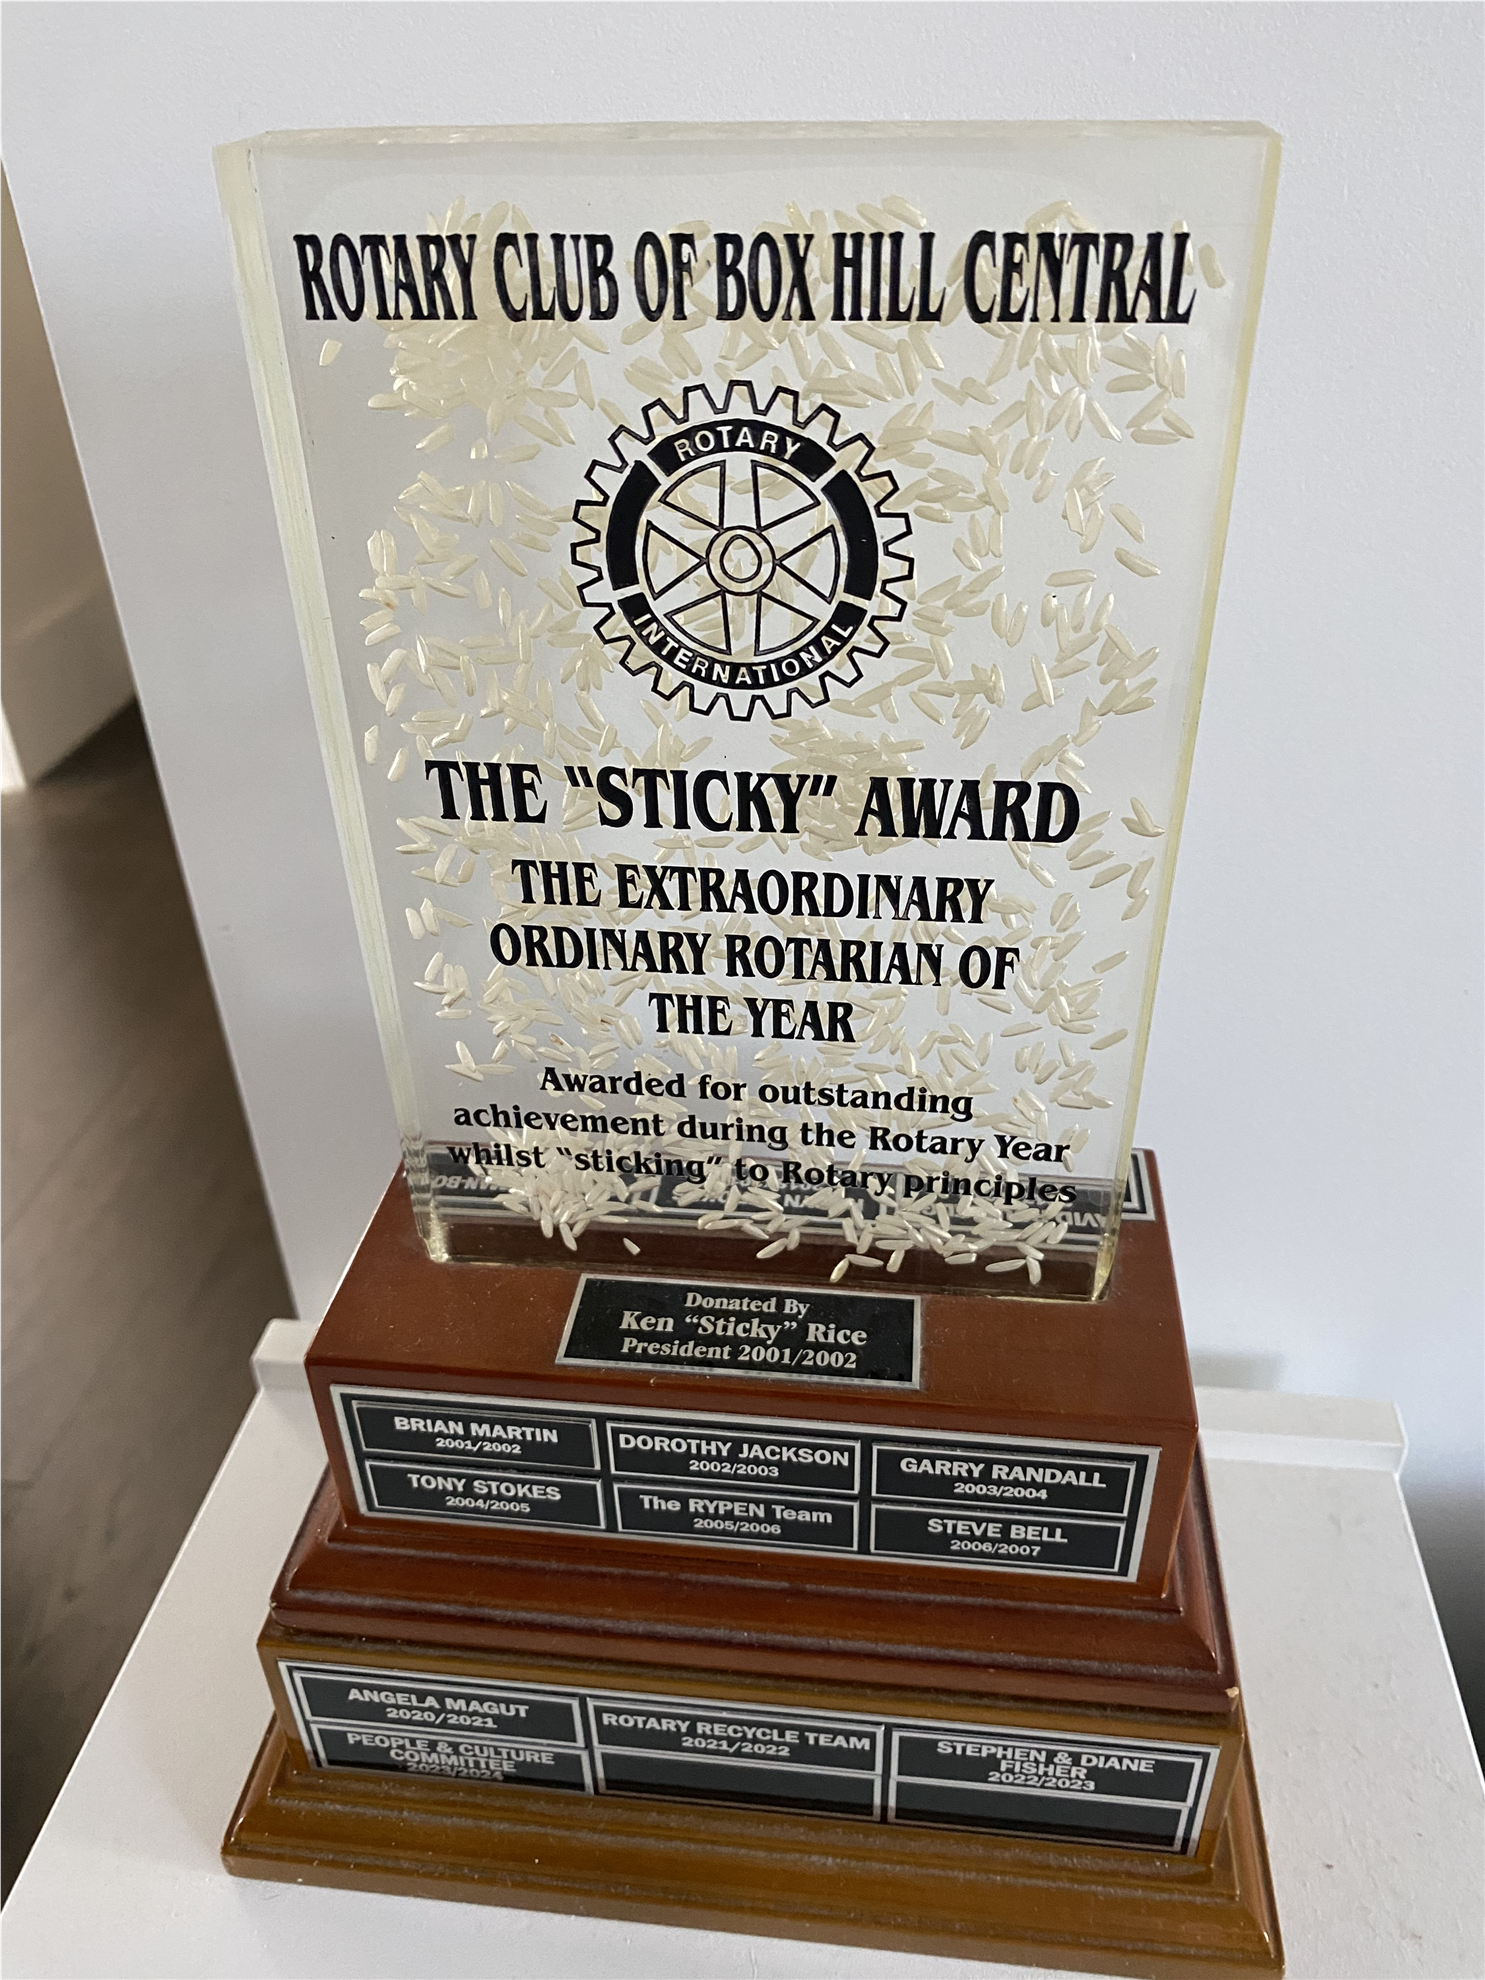 ROTARY CLUB OF BOX HILL CENTRAL
ROTARY
INTERNATIONAL
THE "STICKY" AWARD
THE EXTRAORDINARY
ORDINARY ROTARIAN OF
THE YEAR
Awarded for outstanding
achievement during the Rotary Year
whilst "sticking" to Rotary principles
Donated By
Ken "Sticky" Rice
President 2001/2002
BRIAN MARTIN
2001/2002
DOROTHY JACKSON
2002/2003
GARRY RANDALL
2003/2004
TONY STOKES
2004/2005
The RYPEN Team
2005/2006
STEVE BELL
2006/2007
ANGELA MAGUT
2020/2021
ROTARY RECYCLE TEAM
2021/2022
STEPHEN & DIANE
FISHER
2022/2023
PEOPLE & CULTURE
COMMITTEE
2023/2024